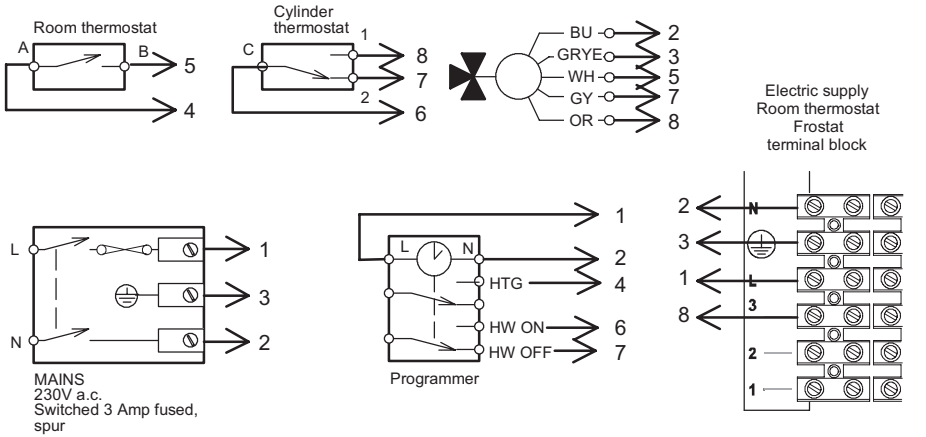 Room thermostat
A
B
5
4
Cylinder
thermostat
C
1
8
7
2
6
BU 2
GRYE 3
WH 5
GY 7
OR 8
Electric supply
Room thermostat
Frostat
terminal block
2 N
3
1 L
8 3
2
1
L
1
3
N
2
MAINS
230V a.c.
Switched 3 Amp fused,
spur
1
L N
2
HTG 4
HW ON 6
HW OFF 7
Programmer